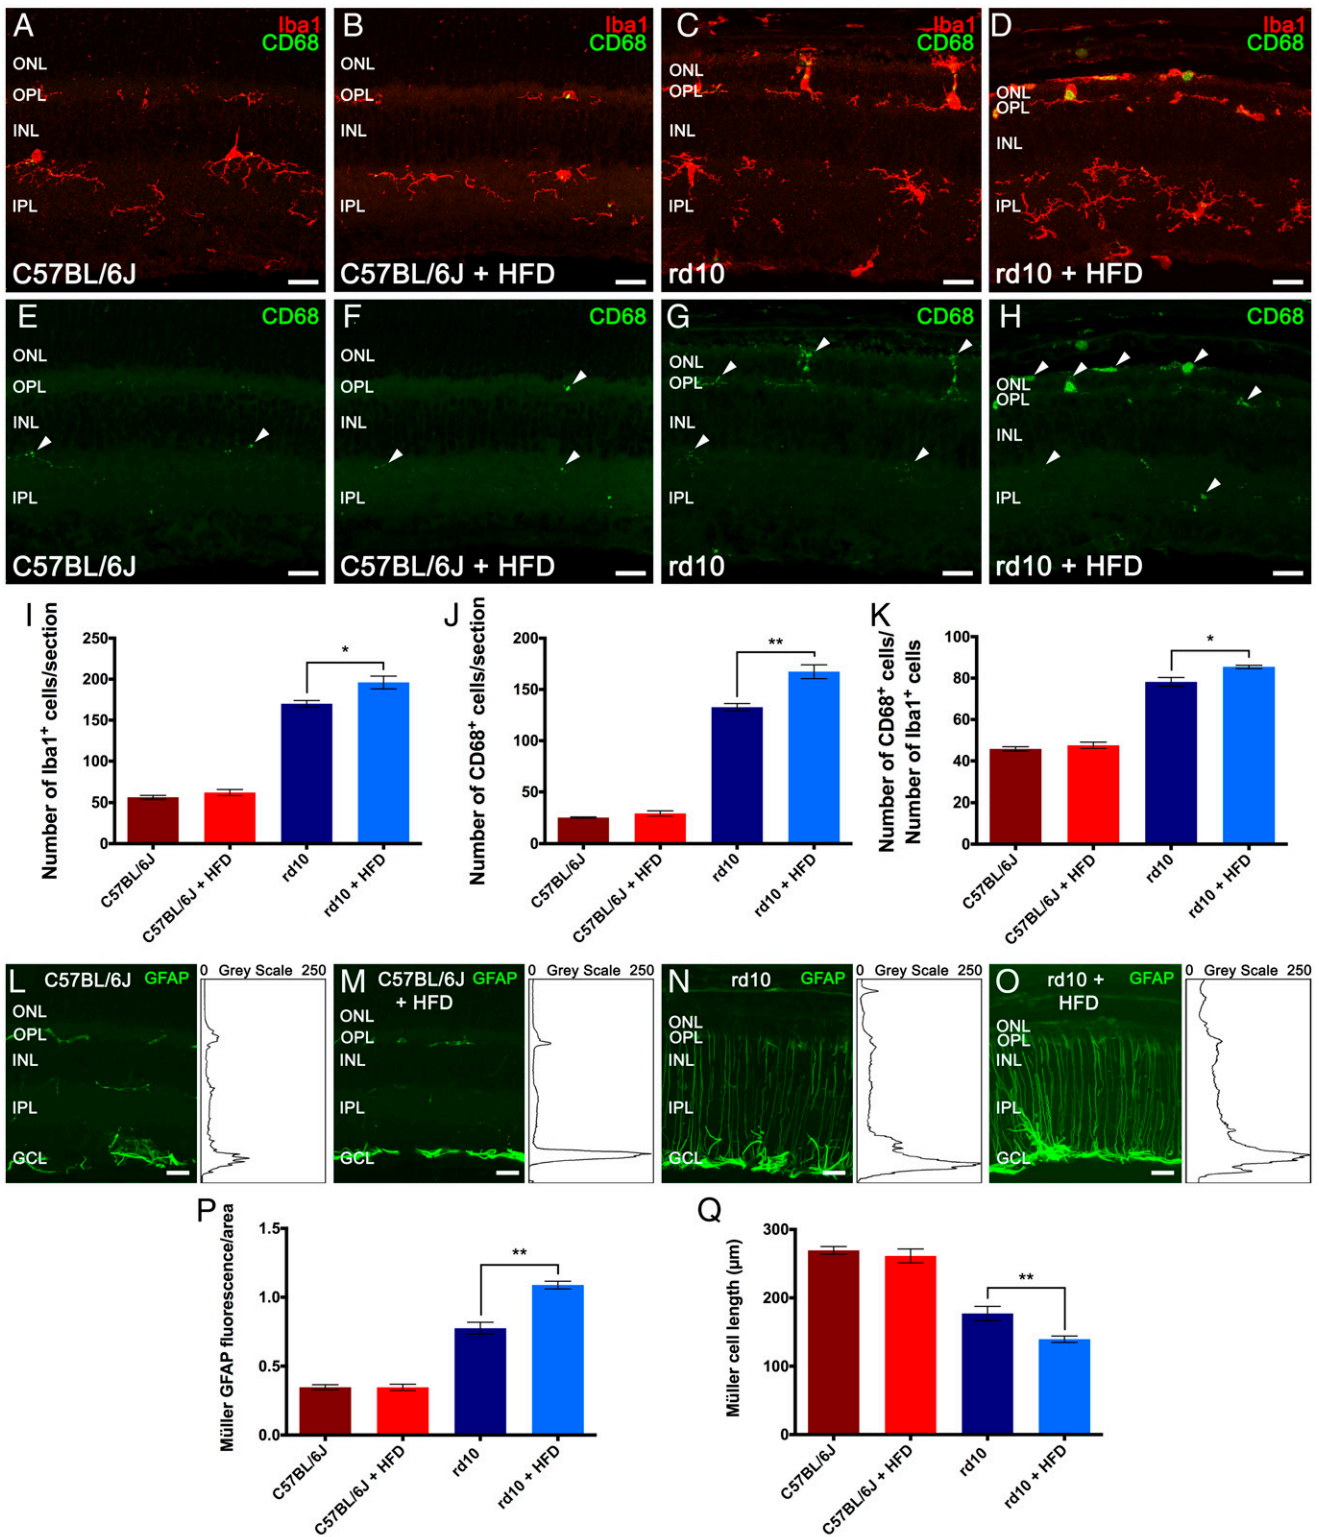 A Iba1
CD68
ONL
OPL
INL
IPL
C57BL/6J
B Iba1
CD68
ONL
OPL
INL
IPL
C57BL/6J + HFD
C Iba1
CD68
ONL
OPL
INL
IPL
rd10
D Iba1
CD68
ONL
OPL
INL
IPL
rd10 + HFD
E CD68
ONL
OPL
INL
IPL
C57BL/6J
F CD68
ONL
OPL
INL
IPL
C57BL/6J + HFD
G CD68
ONL
OPL
INL
IPL
rd10
H CD68
ONL
OPL
INL
IPL
rd10 + HFD
I
Number of Iba1⁺ cells/section
250
200
150
100
50
0
*
C57BL/6J
C57BL/6J + HFD
rd10
rd10 + HFD
J
Number of CD68⁺ cells/section
200
150
100
50
0
**
C57BL/6J
C57BL/6J + HFD
rd10
rd10 + HFD
K
Number of CD68⁺ cells/
Number of Iba1⁺ cells
100
80
60
40
20
0
*
C57BL/6J
C57BL/6J + HFD
rd10
rd10 + HFD
L C57BL/6J GFAP
ONL
OPL
INL
IPL
GCL
0 Grey Scale 250
M C57BL/6J GFAP
+ HFD
ONL
OPL
INL
IPL
GCL
0 Grey Scale 250
N rd10 GFAP
ONL
OPL
INL
IPL
GCL
0 Grey Scale 250
O rd10 + GFAP
HFD
ONL
OPL
INL
IPL
GCL
0 Grey Scale 250
P
Müller GFAP fluorescence/area
1.5
1.0
0.5
0.0
**
C57BL/6J
C57BL/6J + HFD
rd10
rd10 + HFD
Q
Müller cell length (µm)
300
200
100
0
**
C57BL/6J
C57BL/6J + HFD
rd10
rd10 + HFD